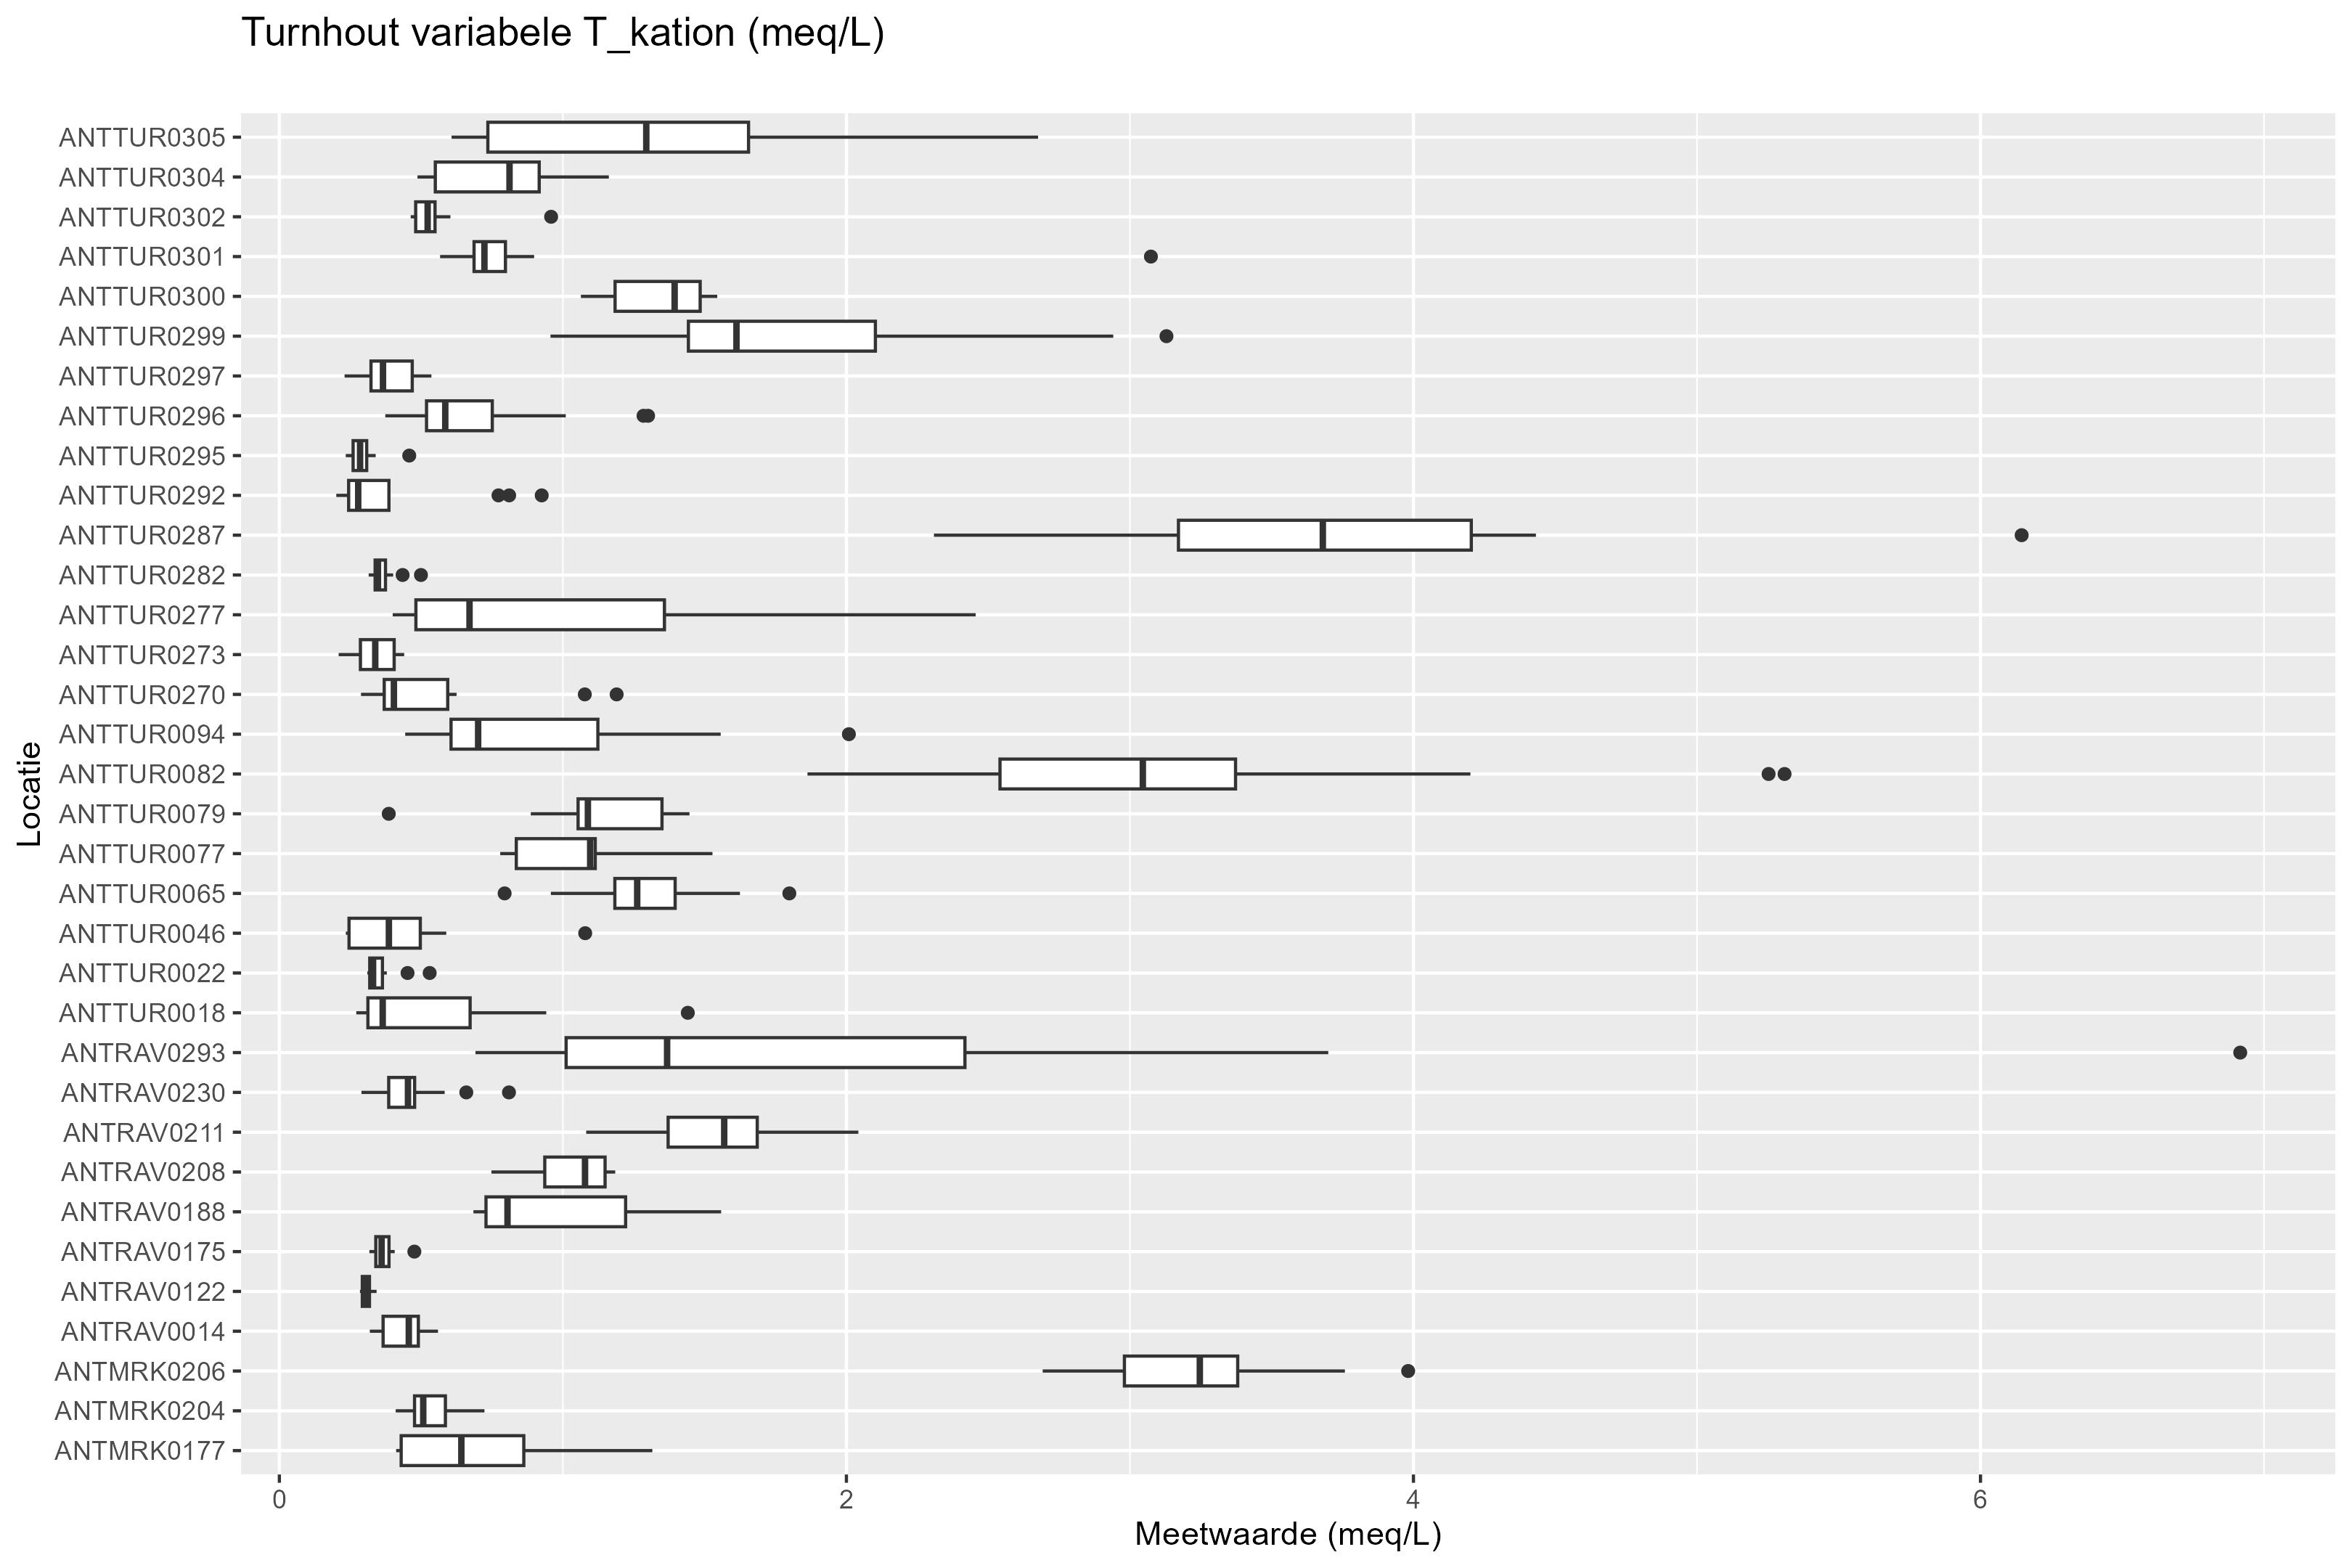 Turnhout variabele T_kation (meq/L)
ANTTUR0305
ANTTUR0304
ANTTUR0302
ANTTUR0301
ANTTUR0300
ANTTUR0299
ANTTUR0297
ANTTUR0296
ANTTUR0295
ANTTUR0292
ANTTUR0287
ANTTUR0282
ANTTUR0277
ANTTUR0273
ANTTUR0270
ANTTUR0094
ANTTUR0082
ANTTUR0079
ANTTUR0077
ANTTUR0065
ANTTUR0046
ANTTUR0022
ANTTUR0018
ANTRAV0293
ANTRAV0230
ANTRAV0211
ANTRAV0208
ANTRAV0188
ANTRAV0175
ANTRAV0122
ANTRAV0014
ANTMRK0206
ANTMRK0204
ANTMRK0177
Locatie
0 2 4 6
Meetwaarde (meq/L)